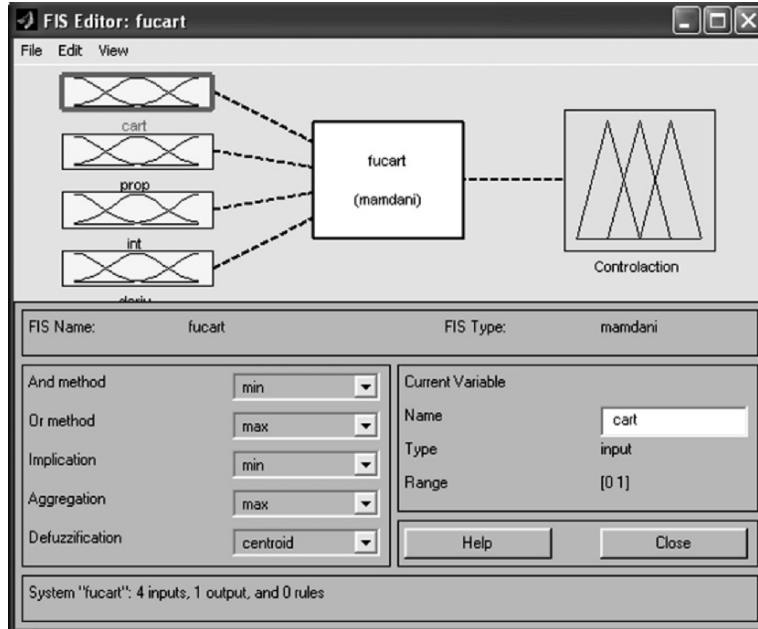 FIS Editor: fucart
File Edit View
cart
prop
int
deriv
fucart
(mamdani)
Controlaction
FIS Name: fucart FIS Type: mamdani
And method min
Or method max
Implication min
Aggregation max
Defuzzification centroid
Current Variable
Name cart
Type input
Range [0 1]
Help Close
System "fucart": 4 inputs, 1 output, and 0 rules